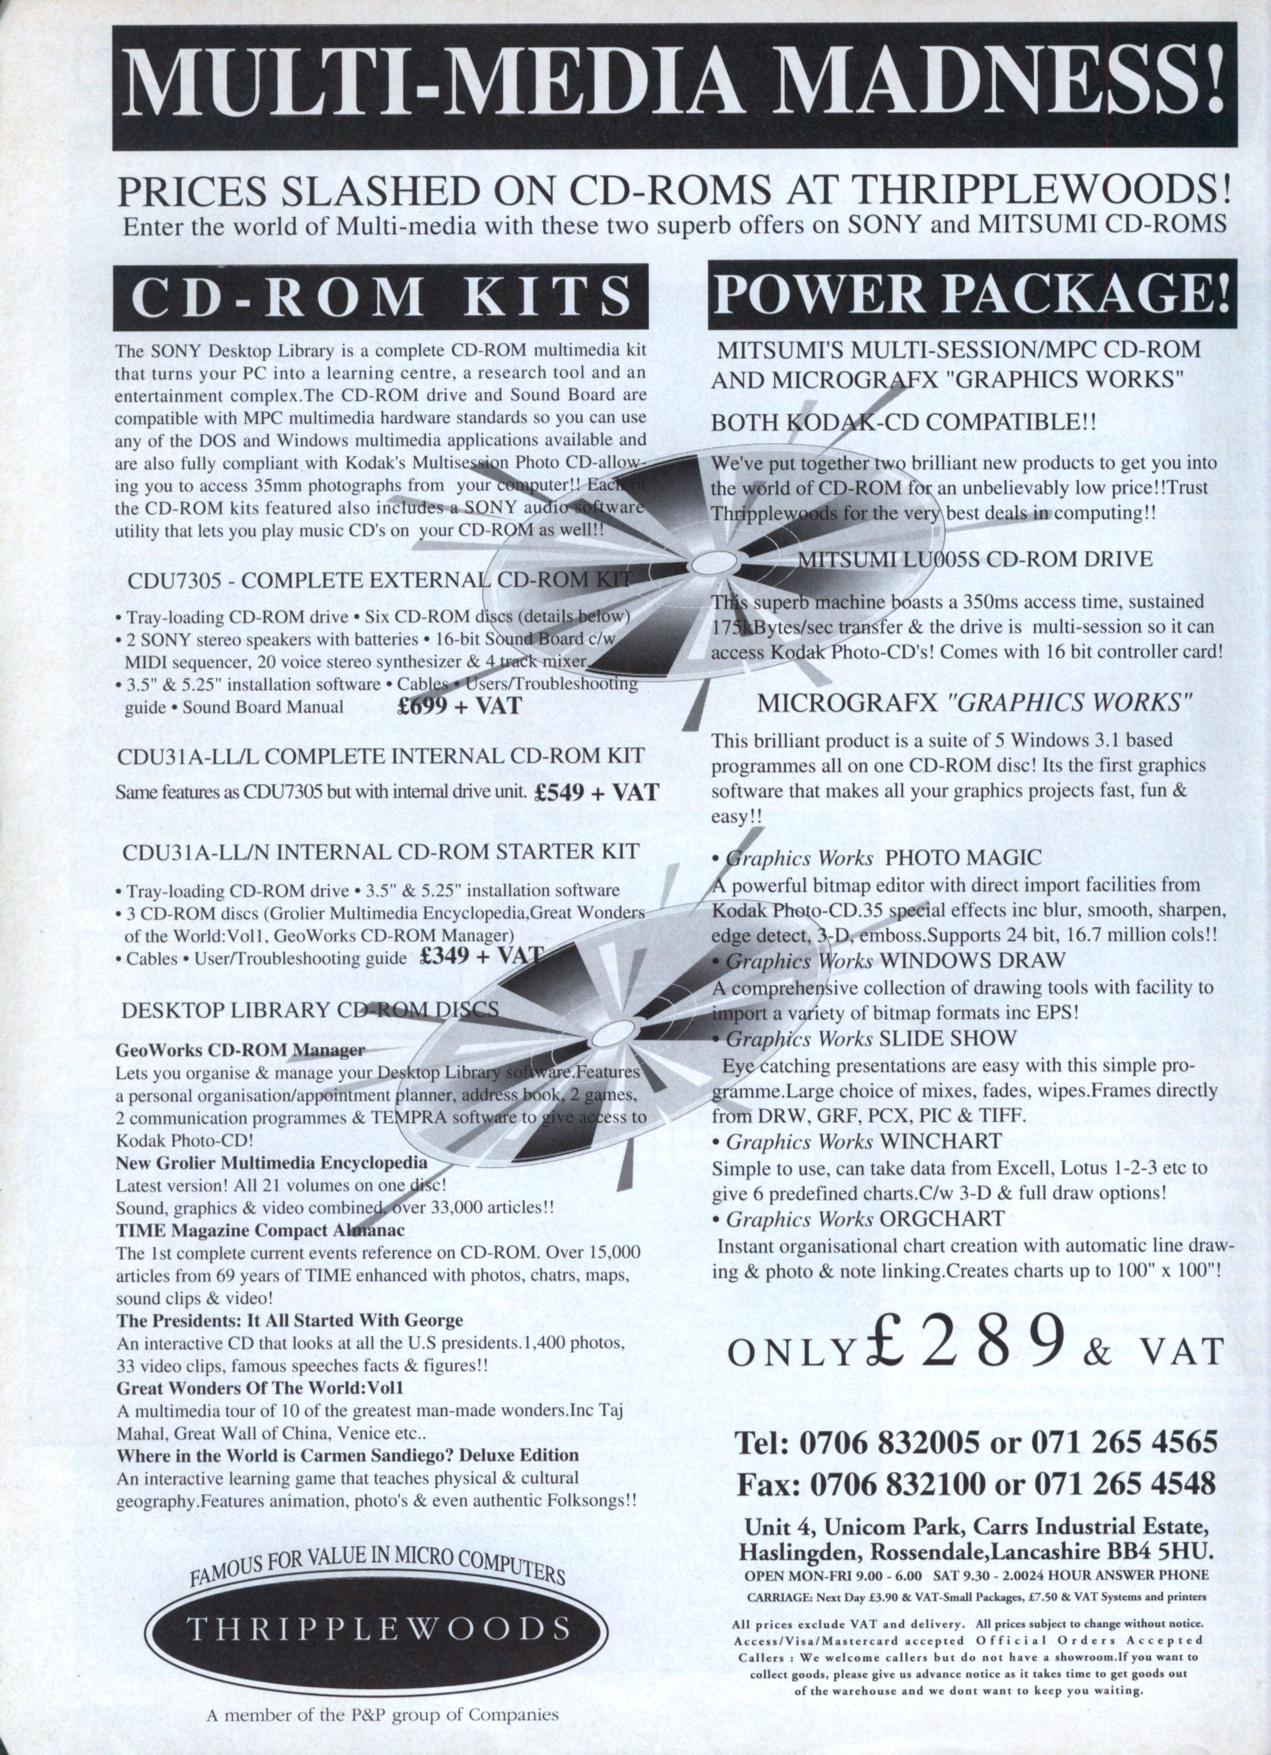 MULTI-MEDIA MADNESS!
PRICES SLASHED ON CD-ROMS AT THRIPPLEWOODS!
Enter the world of Multi-media with these two superb offers on SONY and MITSUMI CD-ROMS
CD-ROM KITS
The SONY Desktop Library is a complete CD-ROM multimedia kit
that turns your PC into a learning centre, a research tool and an
entertainment complex.The CD-ROM drive and Sound Board are
compatible with MPC multimedia hardware standards so you can use
any of the DOS and Windows multimedia applications available and
are also fully compliant with Kodak's Multisession Photo CD-allow-
ing you to access 35mm photographs from your computer!! Each of
the CD-ROM kits featured also includes a SONY audio software
utility that lets you play music CD's on your CD-ROM as well!!
CDU7305 - COMPLETE EXTERNAL CD-ROM KIT
• Tray-loading CD-ROM drive • Six CD-ROM discs (details below)
• 2 SONY stereo speakers with batteries • 16-bit Sound Board c/w
MIDI sequencer, 20 voice stereo synthesizer & 4 track mixer
• 3.5" & 5.25" installation software • Cables • Users/Troubleshooting
guide • Sound Board Manual £699 + VAT
CDU31A-LL/L COMPLETE INTERNAL CD-ROM KIT
Same features as CDU7305 but with internal drive unit. £549 + VAT
CDU31A-LL/N INTERNAL CD-ROM STARTER KIT
• Tray-loading CD-ROM drive • 3.5" & 5.25" installation software
• 3 CD-ROM discs (Grolier Multimedia Encyclopedia,Great Wonders
of the World:Vol1, GeoWorks CD-ROM Manager)
• Cables • User/Troubleshooting guide £349 + VAT
DESKTOP LIBRARY CD-ROM DISCS
GeoWorks CD-ROM Manager
Lets you organise & manage your Desktop Library software.Features
a personal organisation/appointment planner, address book, 2 games,
2 communication programmes & TEMPRA software to give access to
Kodak Photo-CD!
New Grolier Multimedia Encyclopedia
Latest version! All 21 volumes on one disc!
Sound, graphics & video combined, over 33,000 articles!!
TIME Magazine Compact Almanac
The 1st complete current events reference on CD-ROM. Over 15,000
articles from 69 years of TIME enhanced with photos, chatrs, maps,
sound clips & video!
The Presidents: It All Started With George
An interactive CD that looks at all the U.S presidents.1,400 photos,
33 video clips, famous speeches facts & figures!!
Great Wonders Of The World:Vol1
A multimedia tour of 10 of the greatest man-made wonders.Inc Taj
Mahal, Great Wall of China, Venice etc..
Where in the World is Carmen Sandiego? Deluxe Edition
An interactive learning game that teaches physical & cultural
geography.Features animation, photo's & even authentic Folksongs!!
FAMOUS FOR VALUE IN MICRO COMPUTERS
THRIPPLEWOODS
A member of the P&P group of Companies
POWER PACKAGE!
MITSUMI'S MULTI-SESSION/MPC CD-ROM
AND MICROGRAFX "GRAPHICS WORKS"
BOTH KODAK-CD COMPATIBLE!!
We've put together two brilliant new products to get you into
the world of CD-ROM for an unbelievably low price!!Trust
Thripplewoods for the very best deals in computing!!
MITSUMI LU005S CD-ROM DRIVE
This superb machine boasts a 350ms access time, sustained
175kBytes/sec transfer & the drive is multi-session so it can
access Kodak Photo-CD's! Comes with 16 bit controller card!
MICROGRAFX "GRAPHICS WORKS"
This brilliant product is a suite of 5 Windows 3.1 based
programmes all on one CD-ROM disc! Its the first graphics
software that makes all your graphics projects fast, fun &
easy!!
• Graphics Works PHOTO MAGIC
A powerful bitmap editor with direct import facilities from
Kodak Photo-CD.35 special effects inc blur, smooth, sharpen,
edge detect, 3-D, emboss.Supports 24 bit, 16.7 million cols!!
• Graphics Works WINDOWS DRAW
A comprehensive collection of drawing tools with facility to
import a variety of bitmap formats inc EPS!
• Graphics Works SLIDE SHOW
Eye catching presentations are easy with this simple pro-
gramme.Large choice of mixes, fades, wipes.Frames directly
from DRW, GRF, PCX, PIC & TIFF.
• Graphics Works WINCHART
Simple to use, can take data from Excell, Lotus 1-2-3 etc to
give 6 predefined charts.C/w 3-D & full draw options!
• Graphics Works ORGCHART
Instant organisational chart creation with automatic line draw-
ing & photo & note linking.Creates charts up to 100" x 100"!
ONLY £289 & VAT
Tel: 0706 832005 or 071 265 4565
Fax: 0706 832100 or 071 265 4548
Unit 4, Unicom Park, Carrs Industrial Estate,
Haslingden, Rossendale,Lancashire BB4 5HU.
OPEN MON-FRI 9.00 - 6.00 SAT 9.30 - 2.0024 HOUR ANSWER PHONE
CARRIAGE: Next Day £3.90 & VAT-Small Packages, £7.50 & VAT Systems and printers
All prices exclude VAT and delivery. All prices subject to change without notice.
Access/Visa/Mastercard accepted Official Orders Accepted
Callers : We welcome callers but do not have a showroom.If you want to
collect goods, please give us advance notice as it takes time to get goods out
of the warehouse and we dont want to keep you waiting.